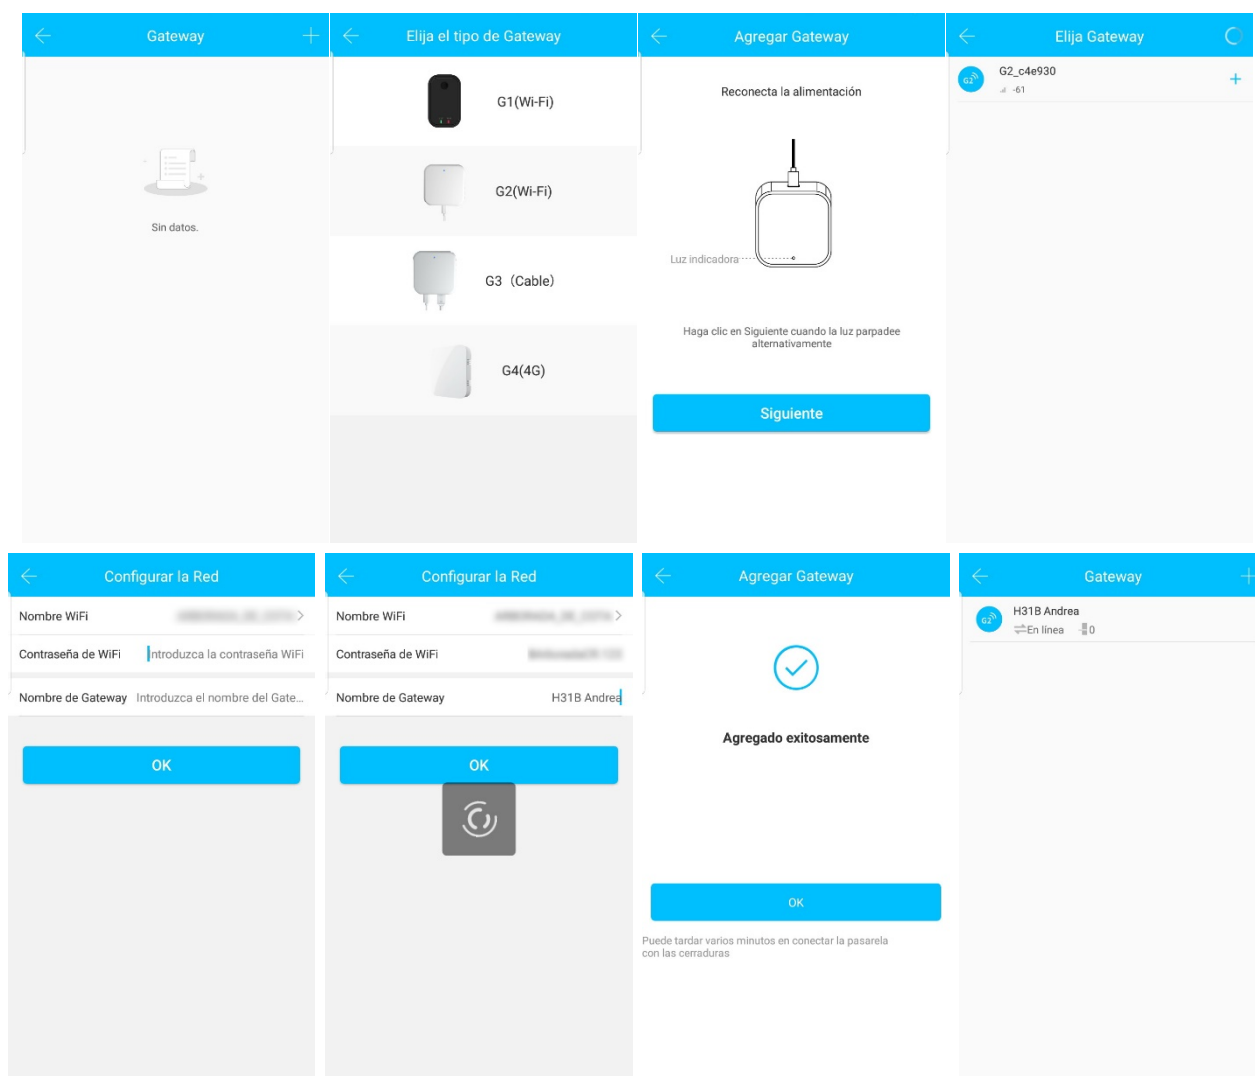 Gateway
Sin datos.
Elija el tipo de Gateway
G1(Wi-Fi)
G2(Wi-Fi)
G3 (Cable)
G4(4G)
Agregar Gateway
Reconecta la alimentación
Luz indicadora
Haga clic en Siguiente cuando la luz parpadee
alternativamente
Siguiente
Elija Gateway
G2
G2_c4e930
-61
Configurar la Red
Nombre WiFi
Contraseña de WiFi
Introduzca la contraseña WiFi
Nombre de Gateway Introduzca el nombre del Gate...
OK
Configurar la Red
Nombre WiFi
Contraseña de WiFi
Nombre de Gateway H31B Andrea
OK
Agregar Gateway
Agregado exitosamente
OK
Puede tardar varios minutos en conectar la pasarela
con las cerraduras
Gateway
G2
H31B Andrea
En línea 0